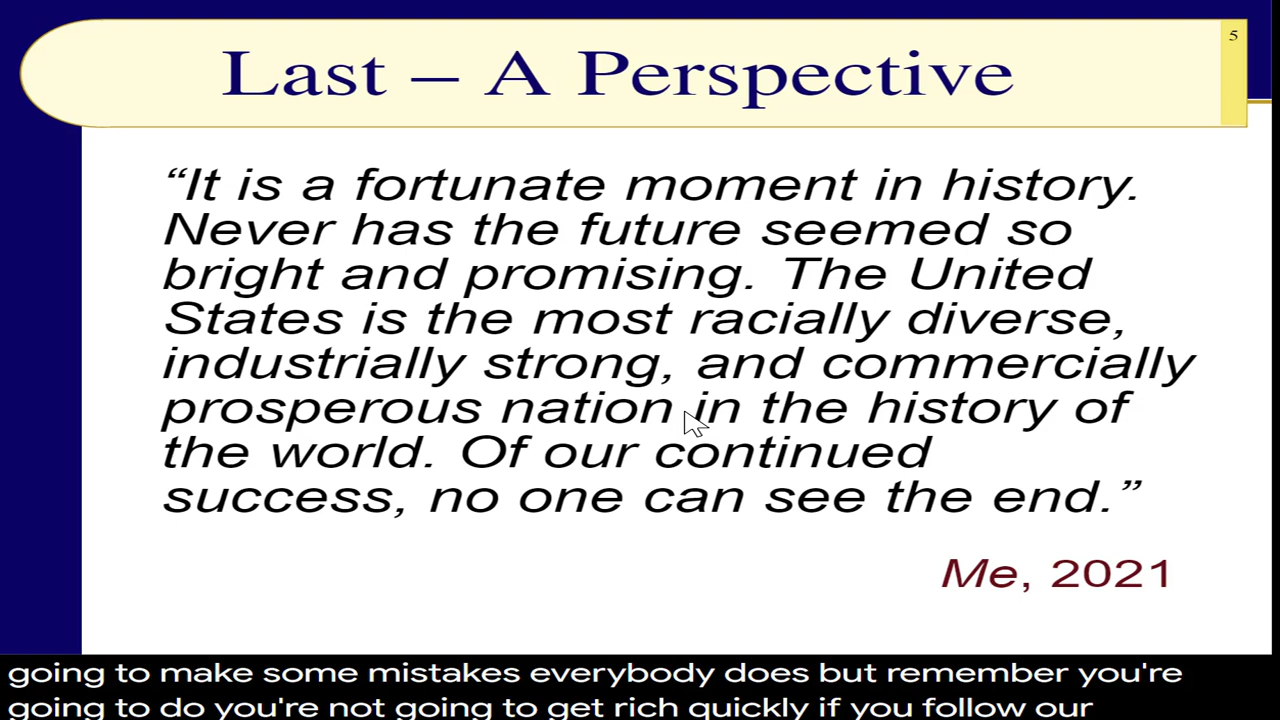 5
Last – A Perspective
“It is a fortunate moment in history.
Never has the future seemed so
bright and promising. The United
States is the most racially diverse,
industrially strong, and commercially
prosperous nation in the history of
the world. Of our continued
success, no one can see the end.”
Me, 2021
going to make some mistakes everybody does but remember you're
going to do you're not going to get rich quickly if you follow our